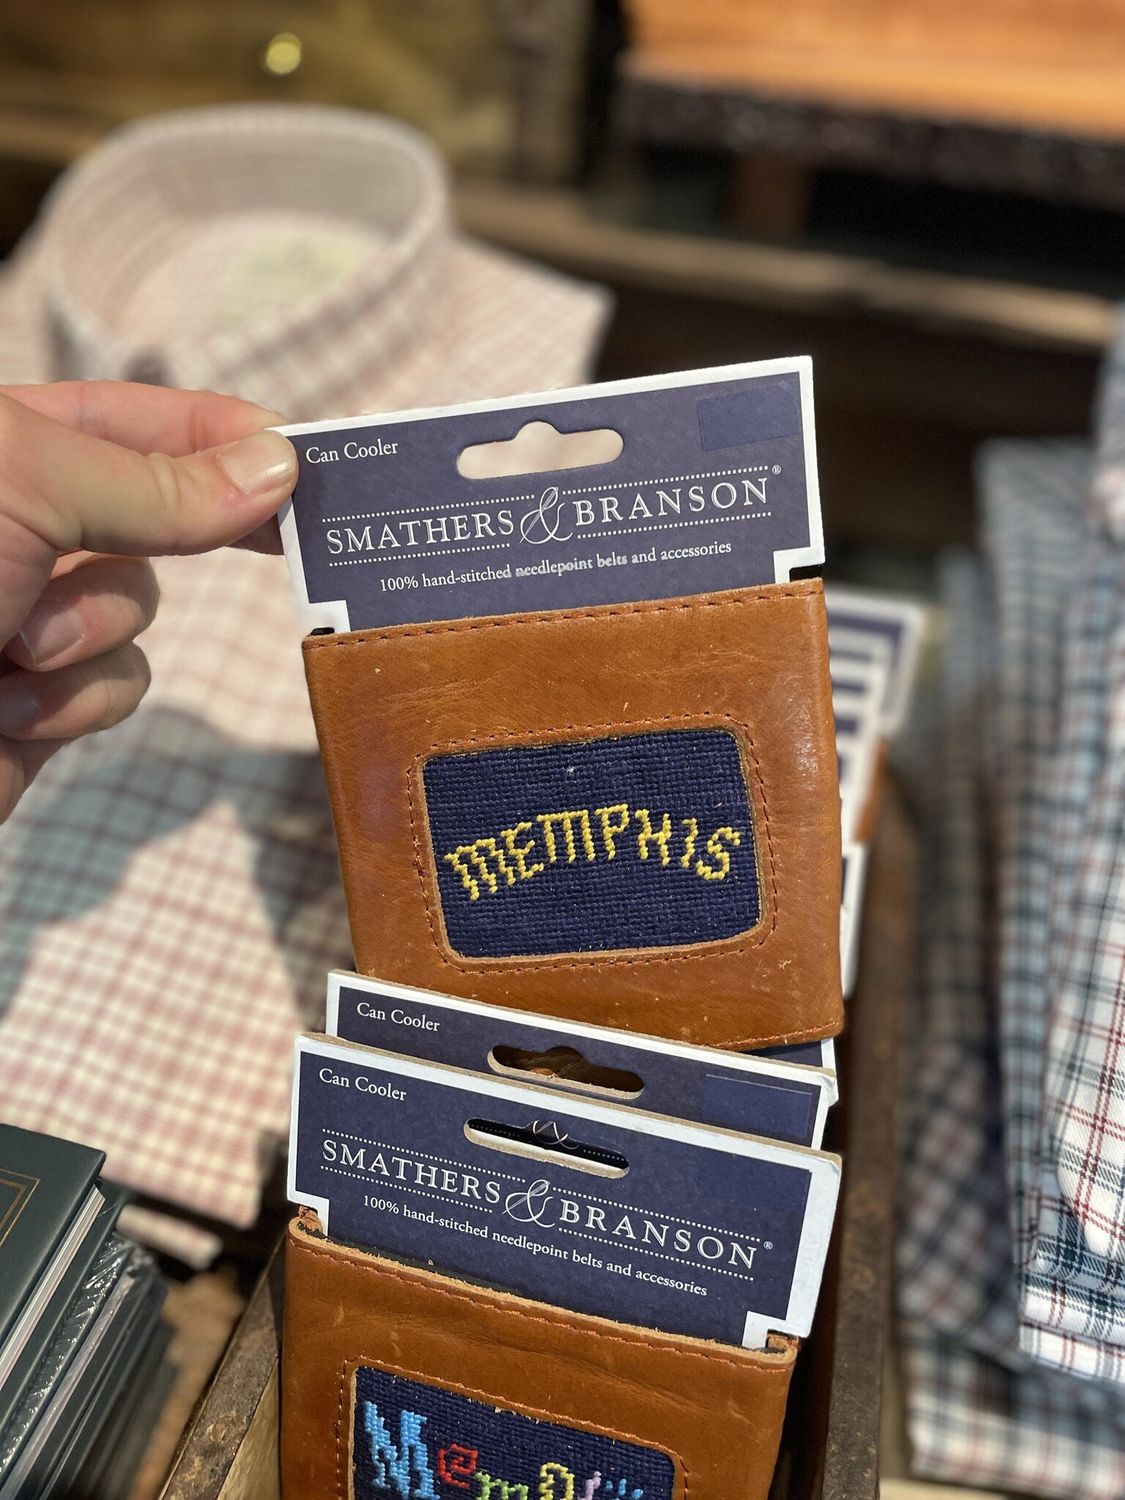 Can Cooler
SMATHERS & BRANSON®
100% hand-stitched needlepoint belts and accessories
MEMPHIS
Can Cooler
Can Cooler
SMATHERS & BRANSON®
100% hand-stitched needlepoint belts and accessories